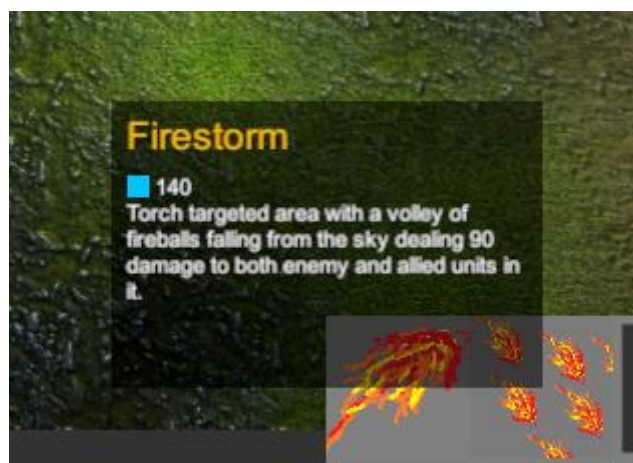 Firestorm
140
Torch targeted area with a volley of
fireballs falling from the sky dealing 90
damage to both enemy and allied units in
it.